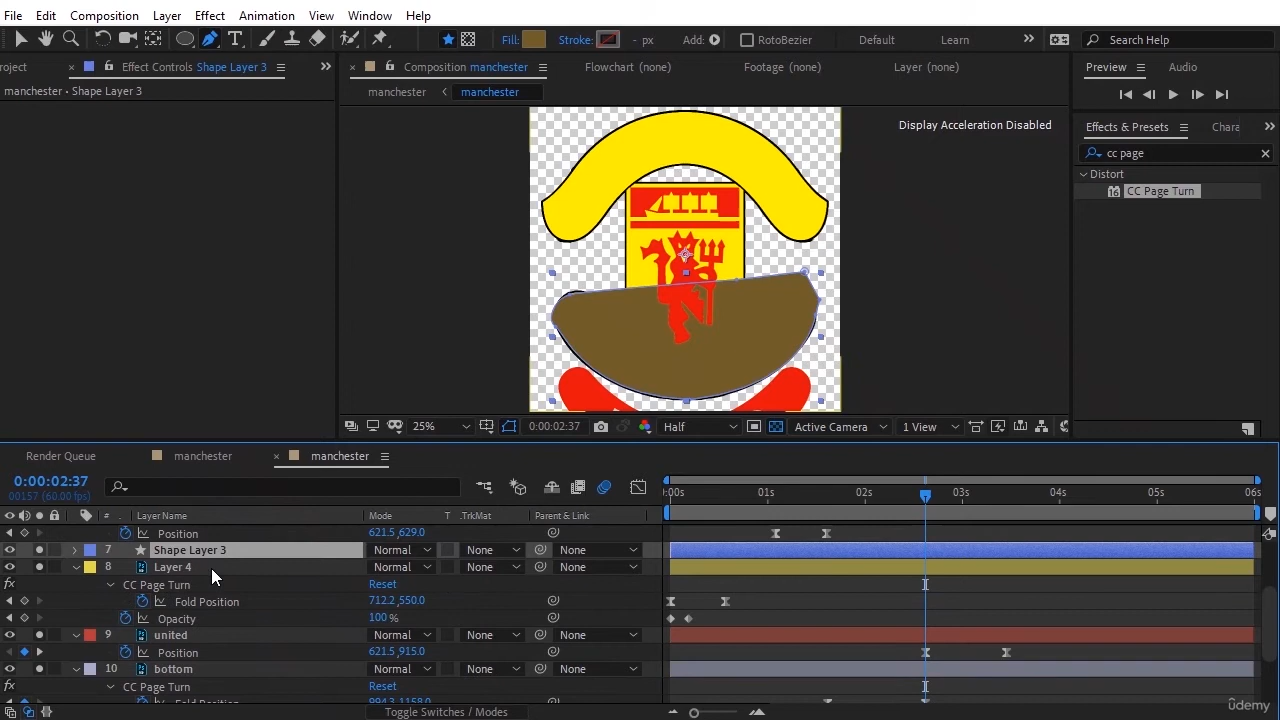 File Edit Composition Layer Effect Animation View Window Help
Fill: Stroke: - px Add: RotoBezier Default Learn Search Help
roject Effect Controls Shape Layer 3 Composition manchester Flowchart (none) Footage (none) Layer (none) Preview Audio
manchester • Shape Layer 3 manchester manchester
Display Acceleration Disabled
Effects & Presets Chara
cc page
Distort
CC Page Turn
25% 0:00:02:37 Half Active Camera 1 View
Render Queue manchester manchester
0:00:02:37
00157 (60.00 fps)
:00s 01s 02s 03s 04s 05s 06s
# Layer Name Mode T .TrkMat Parent & Link
Position 621.5,629.0
7 Shape Layer 3 Normal None None
8 Layer 4 Normal None None
fx CC Page Turn Reset
Fold Position 712.2,550.0
Opacity 100 %
9 united Normal None None
Position 621.5,915.0
10 bottom Normal None None
fx CC Page Turn Reset
Fold Position 994.3,1158.0
Toggle Switches / Modes
udemy